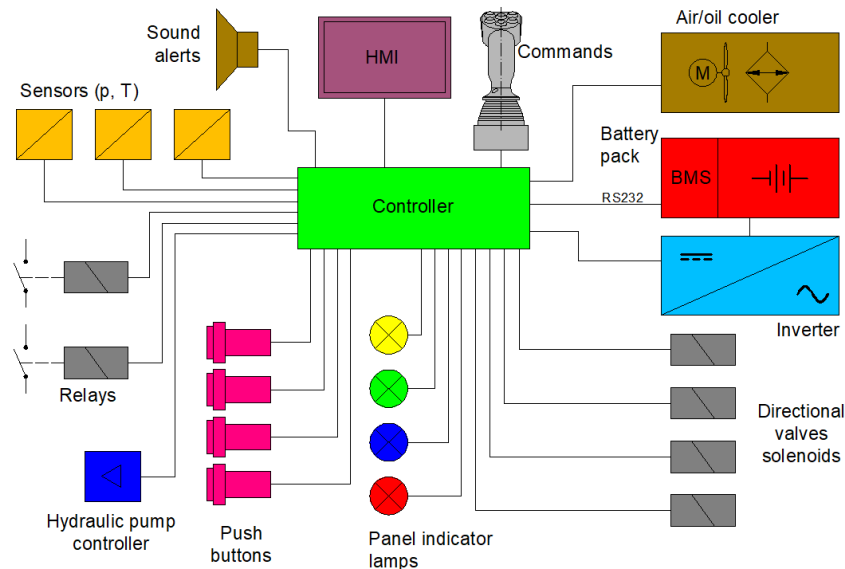 Sound
alerts
HMI
Commands
Air/oil cooler
M
Sensors (p, T)
Battery
pack
BMS
RS232
Controller
Inverter
Relays
Directional
valves
solenoids
Hydraulic pump
controller
Push
buttons
Panel indicator
lamps